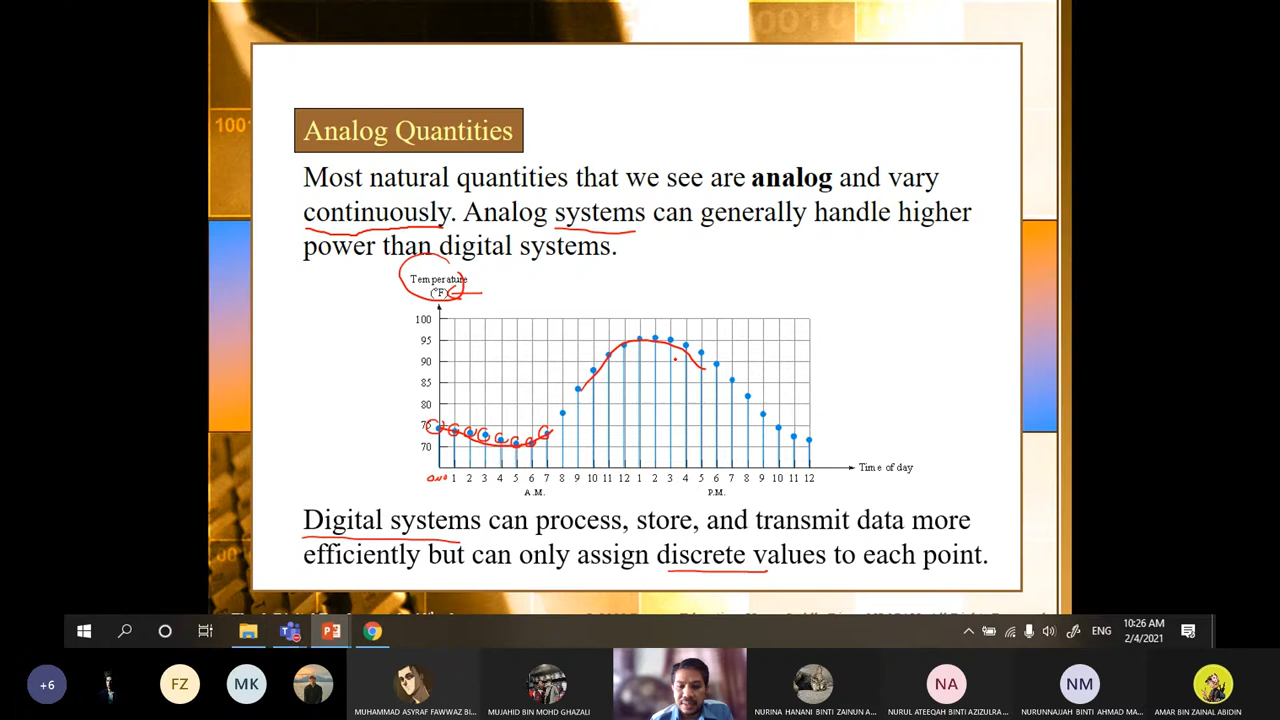 1001
10010
Analog Quantities
Most natural quantities that we see are analog and vary
continuously. Analog systems can generally handle higher
power than digital systems.
Temperature
(°F)
100
95
90
85
80
75
70
1 2 3 4 5 6 7 8 9 10 11 12 1 2 3 4 5 6 7 8 9 10 11 12
Time of day
A.M.
P.M.
Digital systems can process, store, and transmit data more
efficiently but can only assign discrete values to each point.
ENG
10:26 AM
2/4/2021
+6
FZ
MK
NA
NM
MUHAMMAD ASYRAF FAWWAZ BI...
MUJAHID BIN MOHD GHAZALI
NURINA HANANI BINTI ZAINUN A...
NURUL ATEEQAH BINTI AZIZULRA...
NURUNNAJJAH BINTI AHMAD MA...
AMAR BIN ZAINAL ABIDIN